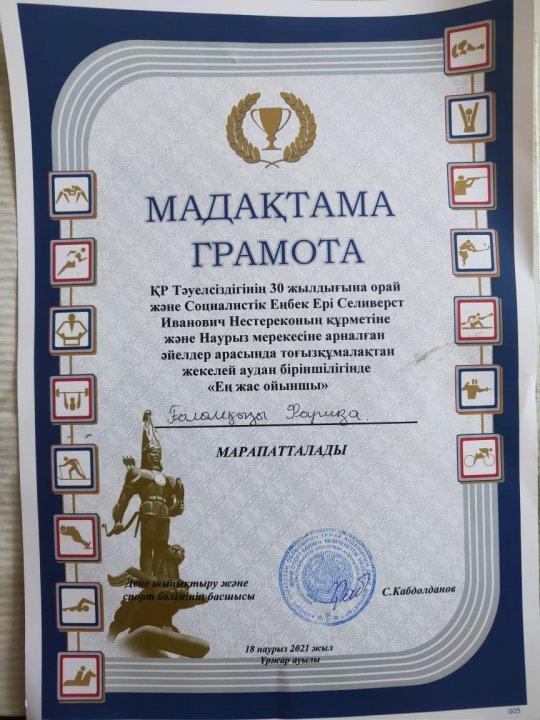 МАДАҚТАМА
ГРАМОТА
ҚР Тәуелсіздігінің 30 жылдығына орай
және Социалистік Еңбек Ері Селиверст
Иванович Нестереконың құрметіне
және Наурыз мерекесіне арналған
әйелдер арасында тоғызқұмалақтан
жекелей аудан біріншілігінде
«Ең жас ойыншы»
Фариза
МАРАПАТТАЛАДЫ
Дене шынықтыру және
спорт бөлімінің басшысы
С.Кабдолданов
18 наурыз 2021 жыл
Үржар ауылы
005